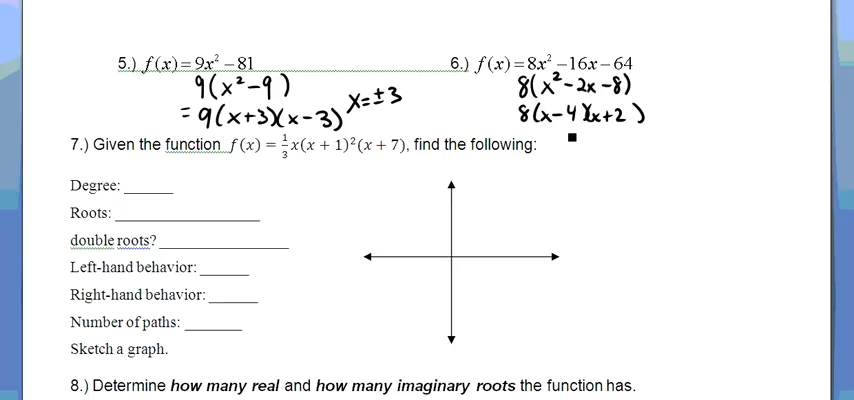 5.) f(x) = 9x² – 81
9(x²-9)
= 9(x+3)(x-3) x=±3
6.) f(x) = 8x² – 16x – 64
8(x²-2x-8)
8(x-4)(x+2)
7.) Given the function f(x) = ⅓x(x + 1)²(x + 7), find the following:
Degree: ______
Roots: __________________
double roots? __________________
Left-hand behavior: ______
Right-hand behavior: ______
Number of paths: _______
Sketch a graph.
8.) Determine how many real and how many imaginary roots the function has.